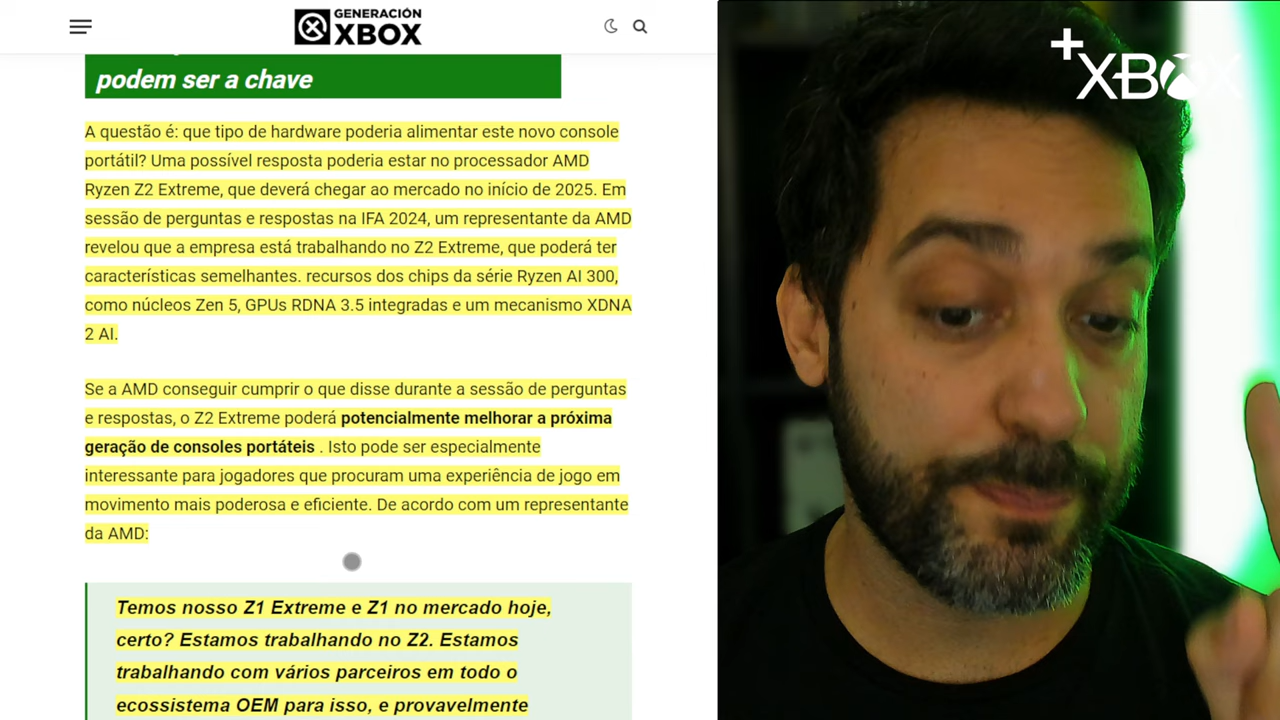 GENERACIÓN
XBOX
podem ser a chave
A questão é: que tipo de hardware poderia alimentar este novo console
portátil? Uma possível resposta poderia estar no processador AMD
Ryzen Z2 Extreme, que deverá chegar ao mercado no início de 2025. Em
sessão de perguntas e respostas na IFA 2024, um representante da AMD
revelou que a empresa está trabalhando no Z2 Extreme, que poderá ter
características semelhantes. recursos dos chips da série Ryzen AI 300,
como núcleos Zen 5, GPUs RDNA 3.5 integradas e um mecanismo XDNA
2 AI.
Se a AMD conseguir cumprir o que disse durante a sessão de perguntas
e respostas, o Z2 Extreme poderá potencialmente melhorar a próxima
geração de consoles portáteis . Isto pode ser especialmente
interessante para jogadores que procuram uma experiência de jogo em
movimento mais poderosa e eficiente. De acordo com um representante
da AMD:
Temos nosso Z1 Extreme e Z1 no mercado hoje,
certo? Estamos trabalhando no Z2. Estamos
trabalhando com vários parceiros em todo o
ecossistema OEM para isso, e provavelmente
+XBOX